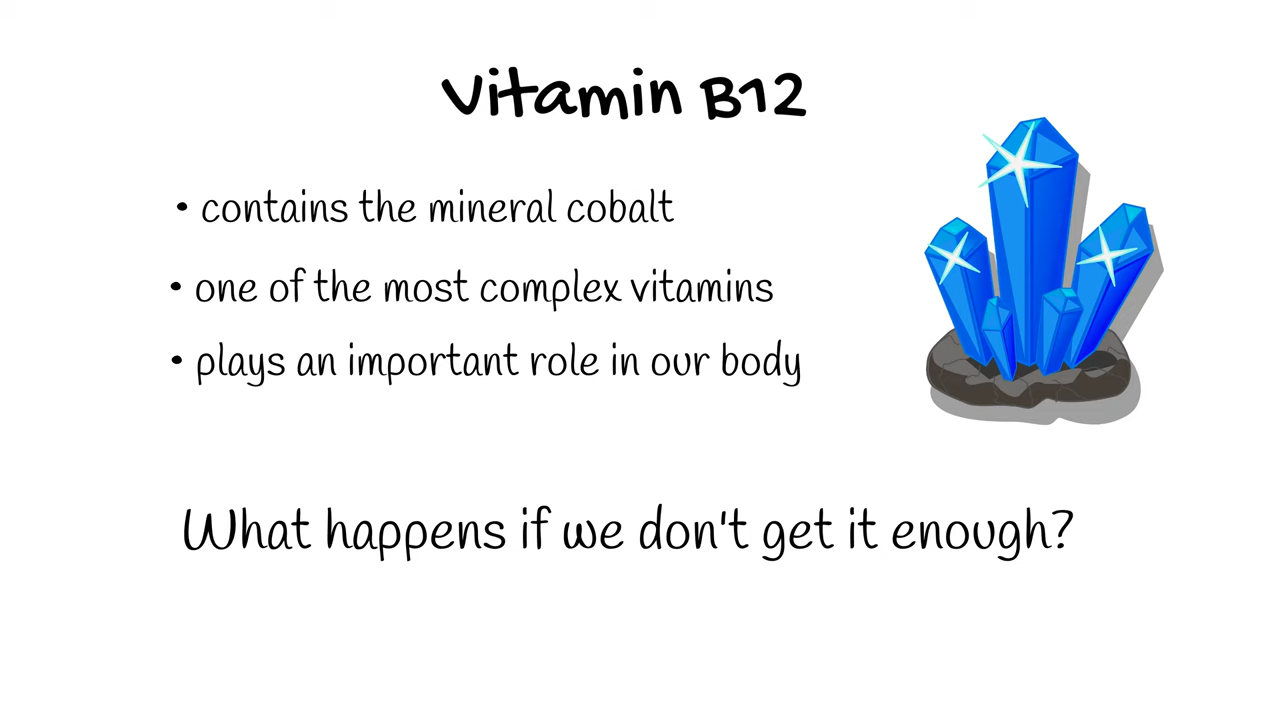 Vitamin B12
• contains the mineral cobalt
• one of the most complex vitamins
• plays an important role in our body
What happens if we don't get it enough?